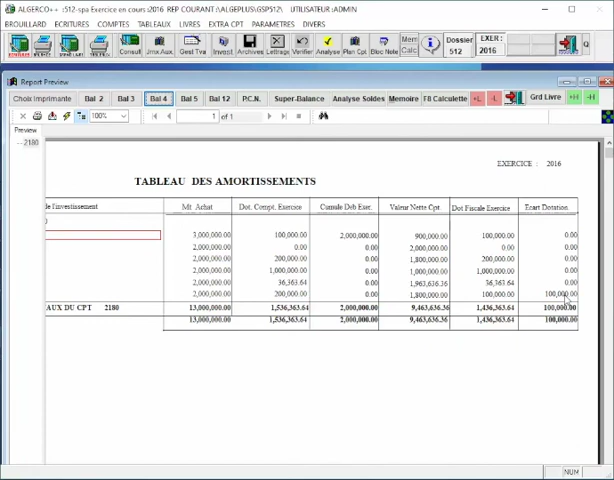 ALGERCO++ :512-spa Exercice en cours :2016 REP COURANT :\ALGEPLUS\GSP512\ UTILISATEUR :ADMIN
BROUILLARD ECRITURES COMPTES TABLEAUX LIVRES EXTRA CPT PARAMETRES DIVERS
Consult Jrnx Aux. Gest Tva Invest Archives Lettrage Verifier Analyse Plan Cpt Bloc Note Mem Calc Dossier 512 EXER : 2016 Q
Report Preview
Choix Imprimante Bal 2 Bal 3 Bal 4 Bal 5 Bal 12 P.C.N. Super-Balance Analyse Soldes Memoire F8 Calculette +L -L Grd Livre +H -H
100% 1 of 1
Preview
2180
EXERCICE : 2016
TABLEAU DES AMORTISSEMENTS
de l'investissement Mt. Achat Dot. Compt. Exercice Cumule Deb Exer. Valeur Nette Cpt. Dot Fiscale Exercice Ecart Dotation.
3,000,000.00 100,000.00 2,000,000.00 900,000.00 100,000.00 0.00
2,000,000.00 0.00 0.00 2,000,000.00 0.00 0.00
2,000,000.00 200,000.00 0.00 1,800,000.00 200,000.00 0.00
2,000,000.00 1,000,000.00 0.00 1,000,000.00 1,000,000.00 0.00
2,000,000.00 36,363.64 0.00 1,963,636.36 36,363.64 0.00
2,000,000.00 200,000.00 0.00 1,800,000.00 100,000.00 100,000.00
AUX DU CPT 2180 13,000,000.00 1,536,363.64 2,000,000.00 9,463,636.36 1,436,363.64 100,000.00
13,000,000.00 1,536,363.64 2,000,000.00 9,463,636.36 1,436,363.64 100,000.00
NUM